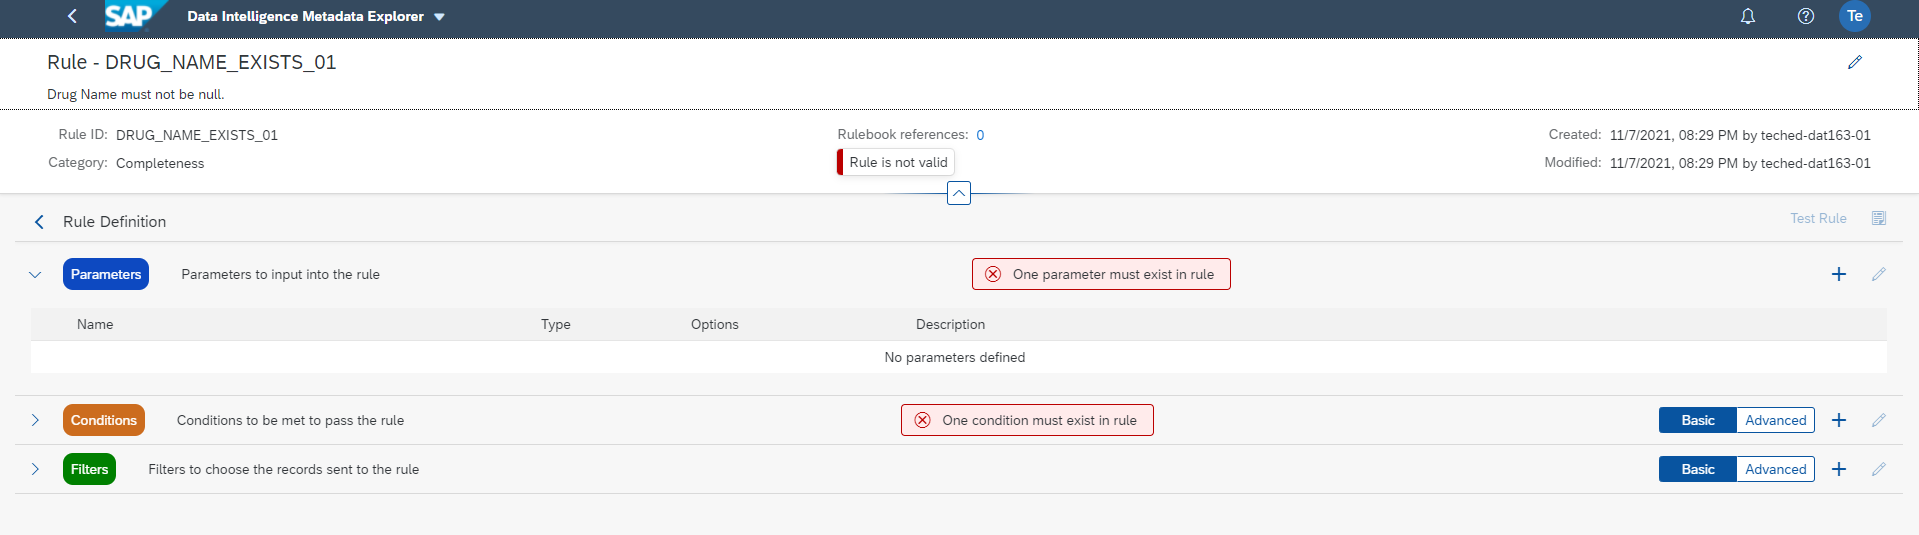 SAP Data Intelligence Metadata Explorer Te
Rule - DRUG_NAME_EXISTS_01
Drug Name must not be null.
Rule ID: DRUG_NAME_EXISTS_01 Rulebook references: 0 Created: 11/7/2021, 08:29 PM by teched-dat163-01
Category: Completeness Rule is not valid Modified: 11/7/2021, 08:29 PM by teched-dat163-01
Rule Definition Test Rule
Parameters Parameters to input into the rule One parameter must exist in rule
Name Type Options Description
No parameters defined
Conditions Conditions to be met to pass the rule One condition must exist in rule Basic Advanced
Filters Filters to choose the records sent to the rule Basic Advanced